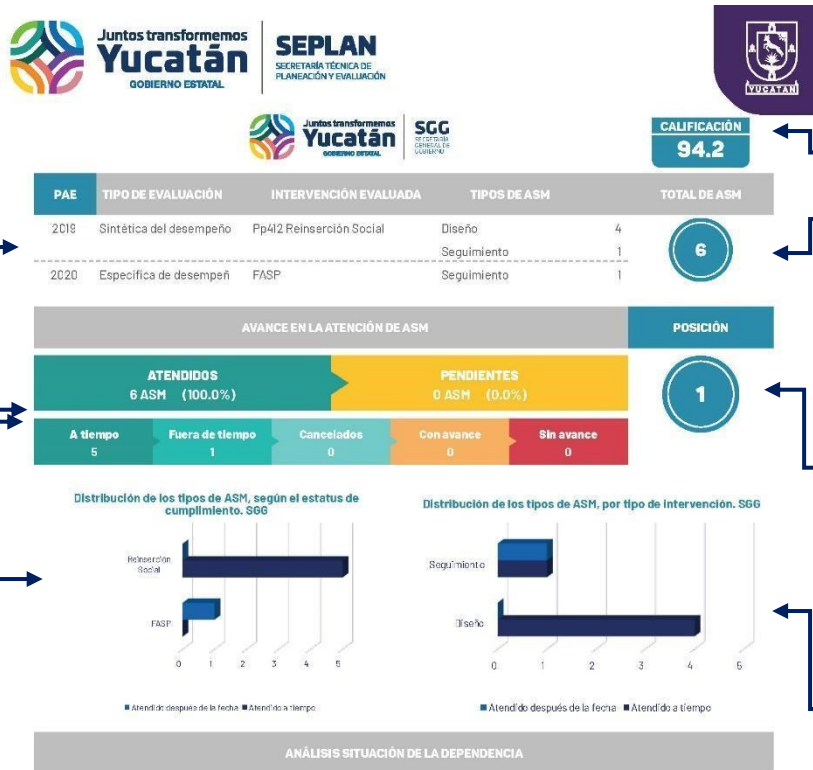 Juntos transformemos
Yucatán
GOBIERNO ESTATAL
SEPLAN
SECRETARÍA TÉCNICA DE
PLANEACIÓN Y EVALUACIÓN
YUCATÁN
Juntos transformemos
Yucatán
GOBIERNO ESTATAL
SGG
SECRETARÍA
GENERAL DE
GOBIERNO
CALIFICACIÓN
94.2
PAE TIPO DE EVALUACIÓN INTERVENCIÓN EVALUADA TIPOS DE ASM TOTAL DE ASM
2019 Sintética del desempeño Pp412 Reinserción Social Diseño 4
Seguimiento 1
6
2020 Específica de desempeñ FASP Seguimiento 1
AVANCE EN LA ATENCIÓN DE ASM POSICIÓN
ATENDIDOS PENDIENTES
6 ASM (100.0%) 0 ASM (0.0%)
1
A tiempo Fuera de tiempo Cancelados Con avance Sin avance
5 1 0 0 0
Distribución de los tipos de ASM, según el estatus de
cumplimiento. SGG
Reinserción
Social
FASP
0 1 2 3 4 5
Atendido después de la fecha Atendido a tiempo
Distribución de los tipos de ASM, por tipo de intervención. SGG
Seguimiento
Diseño
0 1 2 3 4 5
Atendido después de la fecha Atendido a tiempo
ANÁLISIS SITUACIÓN DE LA DEPENDENCIA